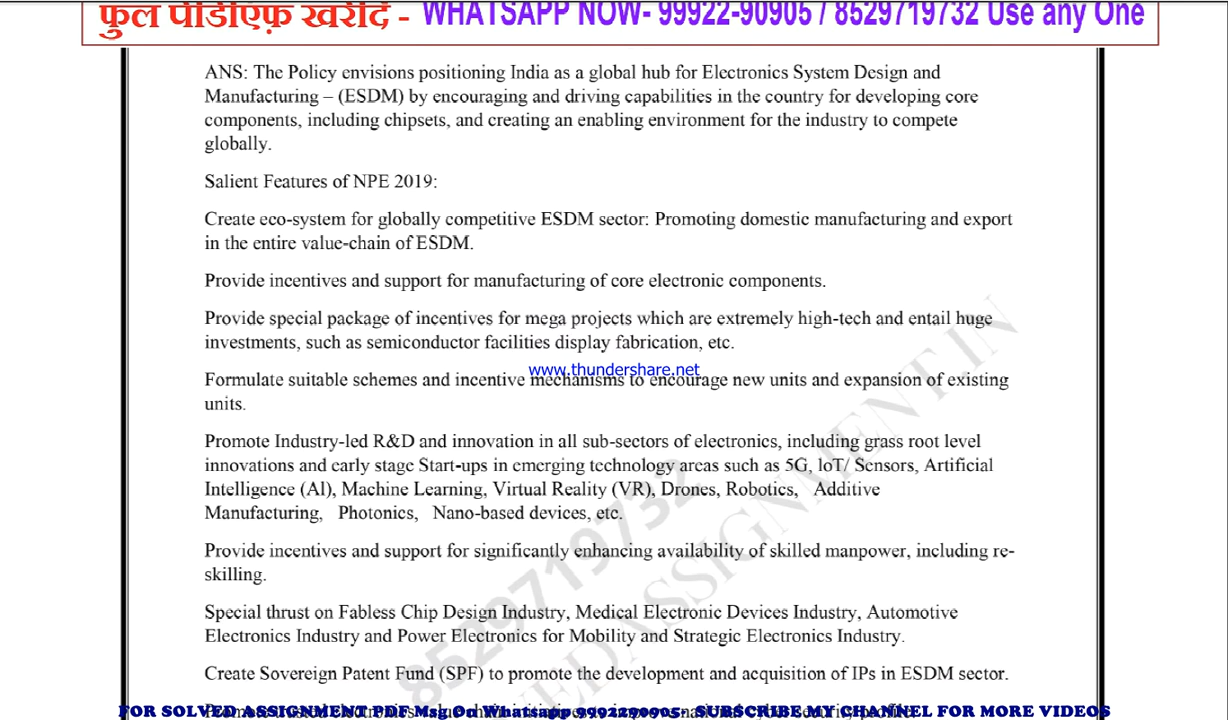 फुल पीडीएफ़ खरीदे - WHATSAPP NOW- 99922-90905 / 8529719732 Use any One
ANS: The Policy envisions positioning India as a global hub for Electronics System Design and
Manufacturing – (ESDM) by encouraging and driving capabilities in the country for developing core
components, including chipsets, and creating an enabling environment for the industry to compete
globally.
Salient Features of NPE 2019:
Create eco-system for globally competitive ESDM sector: Promoting domestic manufacturing and export
in the entire value-chain of ESDM.
Provide incentives and support for manufacturing of core electronic components.
Provide special package of incentives for mega projects which are extremely high-tech and entail huge
investments, such as semiconductor facilities display fabrication, etc.
www.thundershare.net
Formulate suitable schemes and incentive mechanisms to encourage new units and expansion of existing
units.
Promote Industry-led R&D and innovation in all sub-sectors of electronics, including grass root level
innovations and early stage Start-ups in emerging technology areas such as 5G, loT/ Sensors, Artificial
Intelligence (AI), Machine Learning, Virtual Reality (VR), Drones, Robotics, Additive
Manufacturing, Photonics, Nano-based devices, etc.
Provide incentives and support for significantly enhancing availability of skilled manpower, including re-
skilling.
Special thrust on Fabless Chip Design Industry, Medical Electronic Devices Industry, Automotive
Electronics Industry and Power Electronics for Mobility and Strategic Electronics Industry.
Create Sovereign Patent Fund (SPF) to promote the development and acquisition of IPs in ESDM sector.
8529719732
EDASSIGNMENT.IN
FOR SOLVED ASSIGNMENT PDF Msg On Whatsapp 9992290905- SUBSCRIBE MY CHANNEL FOR MORE VIDEOS